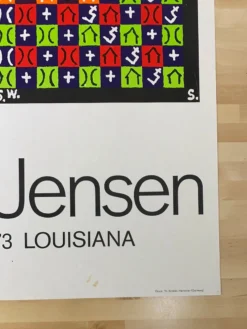 S.W. S.
Jensen
'73 LOUISIANA